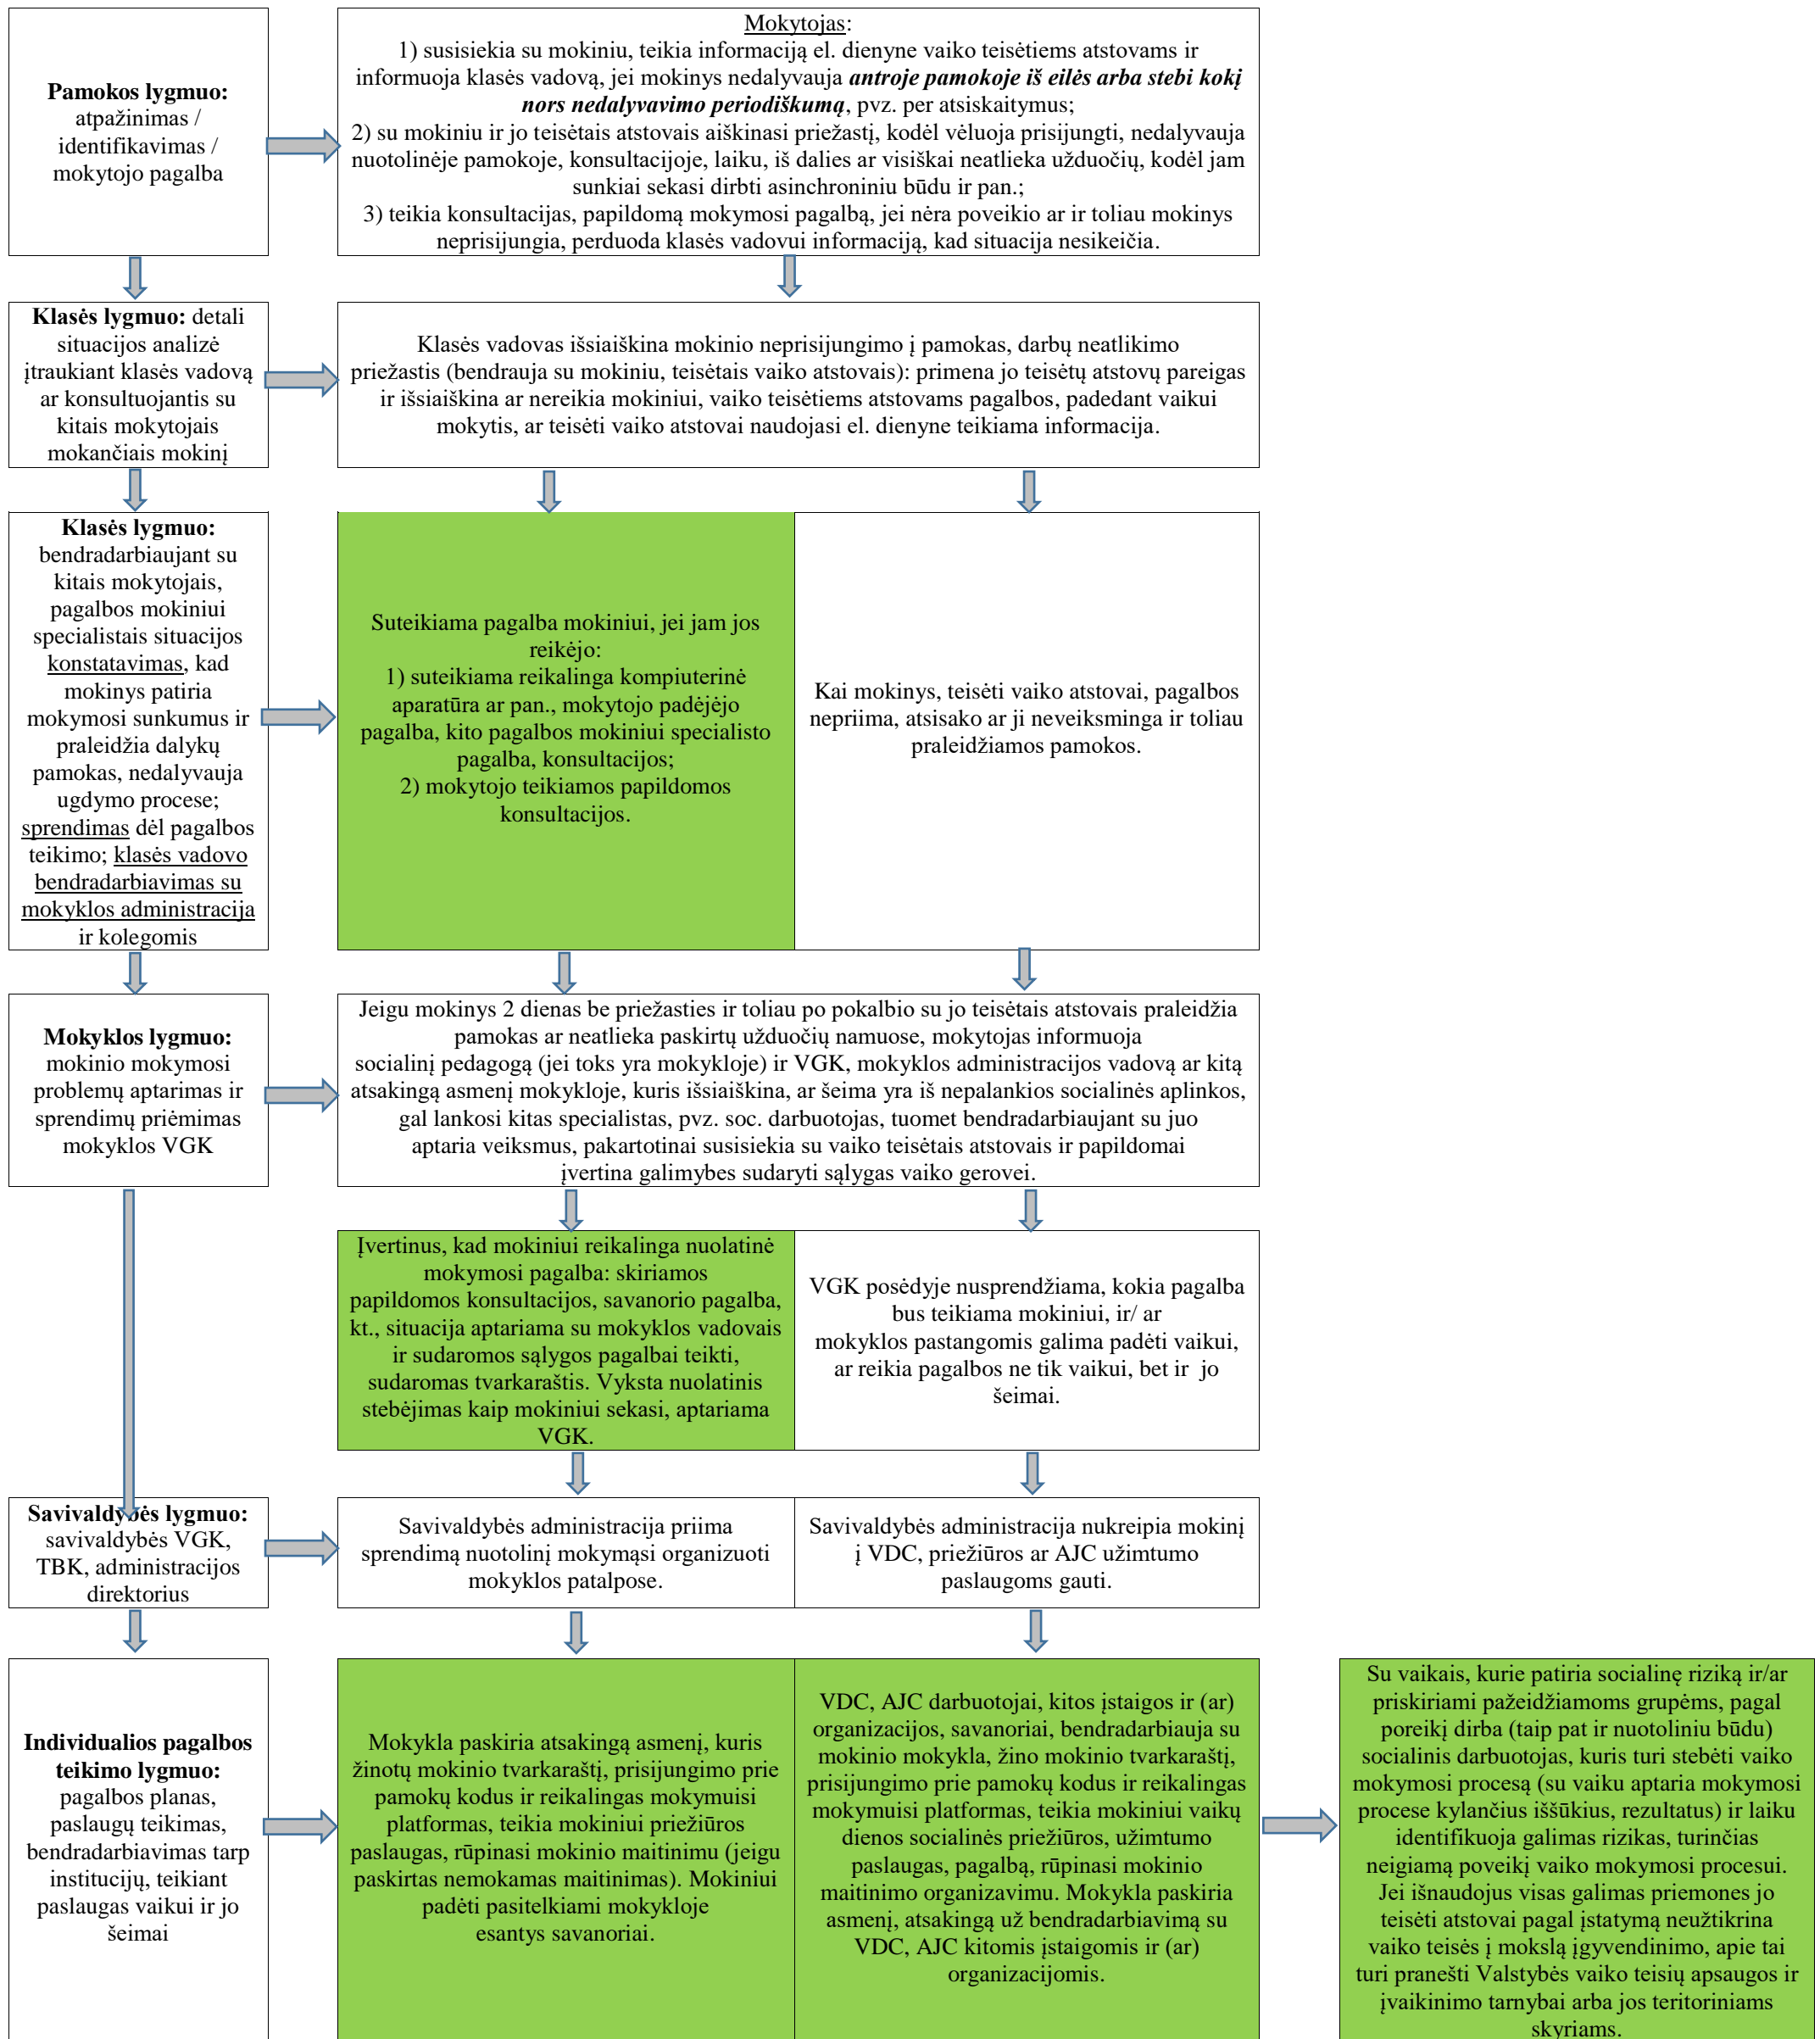 Pamokos lygmuo:
atpažinimas /
identifikavimas /
mokytojo pagalba
Mokytojas:
1) susisiekia su mokiniu, teikia informaciją el. dienyne vaiko teisėtiems atstovams ir
informuoja klasės vadovą, jei mokinys nedalyvauja antroje pamokoje iš eilės arba stebi kokį
nors nedalyvavimo periodiškumą, pvz. per atsiskaitymus;
2) su mokiniu ir jo teisėtais atstovais aiškinasi priežastį, kodėl vėluoja prisijungti, nedalyvauja
nuotolinėje pamokoje, konsultacijoje, laiku, iš dalies ar visiškai neatlieka užduočių, kodėl jam
sunkiai sekasi dirbti asinchroniniu būdu ir pan.;
3) teikia konsultacijas, papildomą mokymosi pagalbą, jei nėra poveikio ar ir toliau mokinys
neprisijungia, perduoda klasės vadovui informaciją, kad situacija nesikeičia.
Klasės lygmuo: detali
situacijos analizė
įtraukiant klasės vadovą
ar konsultuojantis su
kitais mokytojais
mokančiais mokinį
Klasės vadovas išsiaiškina mokinio neprisijungimo į pamokas, darbų neatlikimo
priežastis (bendrauja su mokiniu, teisėtais vaiko atstovais): primena jo teisėtų atstovų pareigas
ir išsiaiškina ar nereikia mokiniui, vaiko teisėtiems atstovams pagalbos, padedant vaikui
mokytis, ar teisėti vaiko atstovai naudojasi el. dienyne teikiama informacija.
Klasės lygmuo:
bendradarbiaujant su
kitais mokytojais,
pagalbos mokiniui
specialistais situacijos
konstatavimas, kad
mokinys patiria
mokymosi sunkumus ir
praleidžia dalykų
pamokas, nedalyvauja
ugdymo procese;
sprendimas dėl pagalbos
teikimo; klasės vadovo
bendradarbiavimas su
mokyklos administracija
ir kolegomis
Suteikiama pagalba mokiniui, jei jam jos
reikėjo:
1) suteikiama reikalinga kompiuterinė
aparatūra ar pan., mokytojo padėjėjo
pagalba, kito pagalbos mokiniui specialisto
pagalba, konsultacijos;
2) mokytojo teikiamos papildomos
konsultacijos.
Kai mokinys, teisėti vaiko atstovai, pagalbos
nepriima, atsisako ar ji neveiksminga ir toliau
praleidžiamos pamokos.
Mokyklos lygmuo:
mokinio mokymosi
problemų aptarimas ir
sprendimų priėmimas
mokyklos VGK
Jeigu mokinys 2 dienas be priežasties ir toliau po pokalbio su jo teisėtais atstovais praleidžia
pamokas ar neatlieka paskirtų užduočių namuose, mokytojas informuoja
socialinį pedagogą (jei toks yra mokykloje) ir VGK, mokyklos administracijos vadovą ar kitą
atsakingą asmenį mokykloje, kuris išsiaiškina, ar šeima yra iš nepalankios socialinės aplinkos,
gal lankosi kitas specialistas, pvz. soc. darbuotojas, tuomet bendradarbiaujant su juo
aptaria veiksmus, pakartotinai susisiekia su vaiko teisėtais atstovais ir papildomai
įvertina galimybes sudaryti sąlygas vaiko gerovei.
Įvertinus, kad mokiniui reikalinga nuolatinė
mokymosi pagalba: skiriamos
papildomos konsultacijos, savanorio pagalba,
kt., situacija aptariama su mokyklos vadovais
ir sudaromos sąlygos pagalbai teikti,
sudaromas tvarkaraštis. Vyksta nuolatinis
stebėjimas kaip mokiniui sekasi, aptariama
VGK.
VGK posėdyje nusprendžiama, kokia pagalba
bus teikiama mokiniui, ir/ ar
mokyklos pastangomis galima padėti vaikui,
ar reikia pagalbos ne tik vaikui, bet ir jo
šeimai.
Savivaldybės lygmuo:
savivaldybės VGK,
TBK, administracijos
direktorius
Savivaldybės administracija priima
sprendimą nuotolinį mokymąsi organizuoti
mokyklos patalpose.
Savivaldybės administracija nukreipia mokinį
į VDC, priežiūros ar AJC užimtumo
paslaugoms gauti.
Individualios pagalbos
teikimo lygmuo:
pagalbos planas,
paslaugų teikimas,
bendradarbiavimas tarp
institucijų, teikiant
paslaugas vaikui ir jo
šeimai
Mokykla paskiria atsakingą asmenį, kuris
žinotų mokinio tvarkaraštį, prisijungimo prie
pamokų kodus ir reikalingas mokymuisi
platformas, teikia mokiniui priežiūros
paslaugas, rūpinasi mokinio maitinimu (jeigu
paskirtas nemokamas maitinimas). Mokiniui
padėti pasitelkiami mokykloje
esantys savanoriai.
VDC, AJC darbuotojai, kitos įstaigos ir (ar)
organizacijos, savanoriai, bendradarbiauja su
mokinio mokykla, žino mokinio tvarkaraštį,
prisijungimo prie pamokų kodus ir reikalingas
mokymuisi platformas, teikia mokiniui vaikų
dienos socialinės priežiūros, užimtumo
paslaugas, pagalbą, rūpinasi mokinio
maitinimo organizavimu. Mokykla paskiria
asmenį, atsakingą už bendradarbiavimą su
VDC, AJC kitomis įstaigomis ir (ar)
organizacijomis.
Su vaikais, kurie patiria socialinę riziką ir/ar
priskiriami pažeidžiamoms grupėms, pagal
poreikį dirba (taip pat ir nuotoliniu būdu)
socialinis darbuotojas, kuris turi stebėti vaiko
mokymosi procesą (su vaiku aptaria mokymosi
procese kylančius iššūkius, rezultatus) ir laiku
identifikuoja galimas rizikas, turinčias
neigiamą poveikį vaiko mokymosi procesui.
Jei išnaudojus visas galimas priemones jo
teisėti atstovai pagal įstatymą neužtikrina
vaiko teisės į mokslą įgyvendinimo, apie tai
turi pranešti Valstybės vaiko teisių apsaugos ir
įvaikinimo tarnybai arba jos teritoriniams
skyriams.